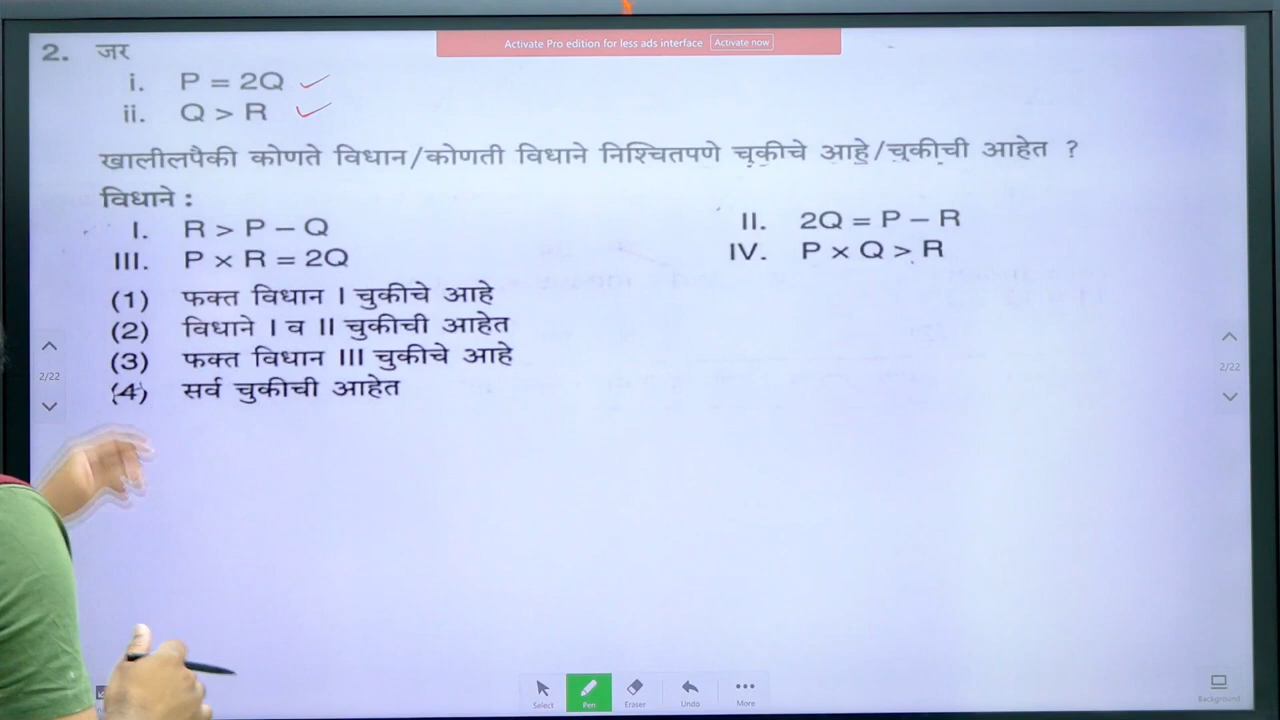 Activate Pro edition for less ads interface Activate now
2. जर
i. P = 2Q
ii. Q > R
खालीलपैकी कोणते विधान/कोणती विधाने निश्चितपणे चूकीचे आहे/चूकीची आहेत ?
विधाने :
I. R > P – Q
II. 2Q = P – R
III. P x R = 2Q
IV. P x Q > R
(1) फक्त विधान I चुकीचे आहे
(2) विधाने I व II चुकीची आहेत
(3) फक्त विधान III चुकीचे आहे
(4) सर्व चुकीची आहेत
2/22
2/22
Select Pen Eraser Undo More
Background